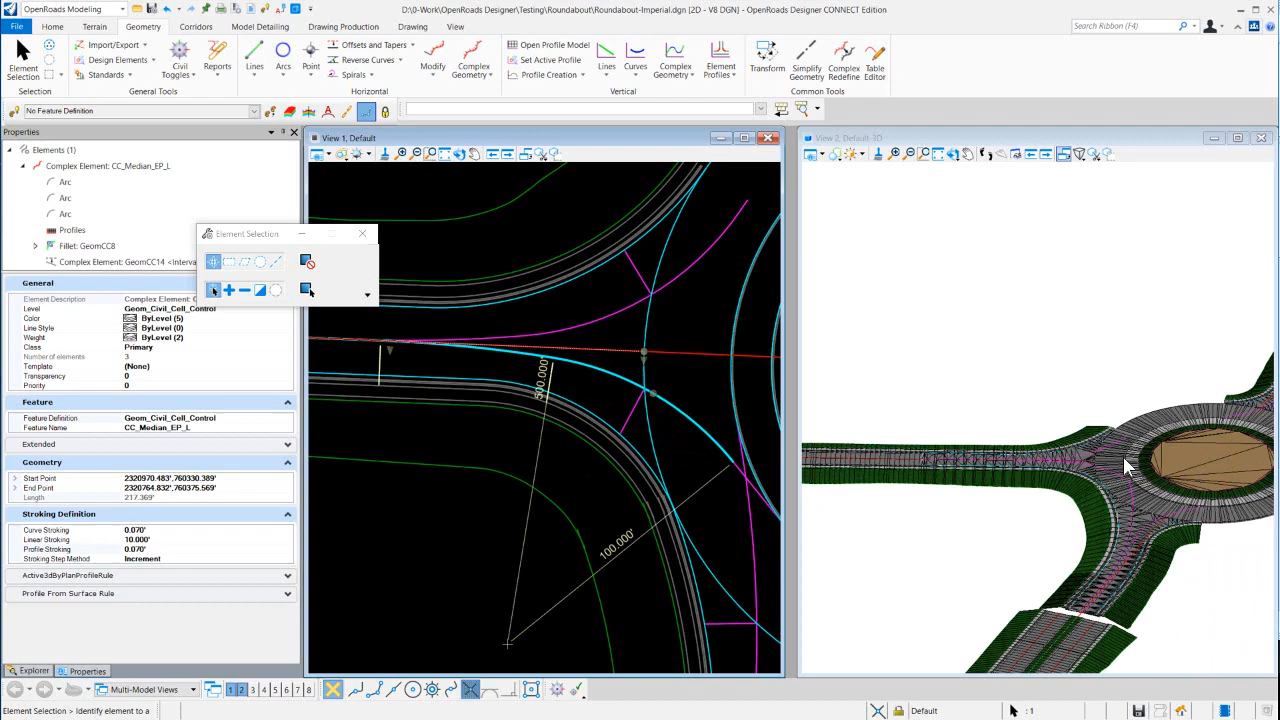 OpenRoads Modeling
D:\0-Work\OpenRoads Designer\Testing\Roundabout\Roundabout-Imperial.dgn [2D - V8 DGN] - OpenRoads Designer CONNECT Edition
File
Home
Terrain
Geometry
Corridors
Site Layout
Drawing Production
Drawing
Utilities
View
Search Ribbon (F4)
Element
Selection
Import/Export
Design Elements
Standards
Civil
Toggles
Reports
Lines
Arcs
Point
Offsets and Tapers
Reverse Curves
Spirals
Modify
Complex
Geometry
Open Profile Model
Set Active Profile
Profile Creation
Lines
Curves
Complex
Geometry
Element
Profiles
Transform
Simplify
Geometry
Complex
Redefine
Table
Editor
Selection
General Tools
Horizontal
Vertical
Common Tools
No Feature Definition
Properties
View 1, Default
View 2, Default-3D
Elements (1)
Complex Element: CC_Median_EP_L
Arc
Arc
Arc
Profiles
Fillet: GeomCC8
Complex Element: GeomCC14 <Interva
Element Selection
General
Element Description Complex Element: C
Level Geom_Civil_Cell_Control
Color ByLevel (5)
Line Style ByLevel (0)
Weight ByLevel (2)
Class Primary
Number of elements 3
Template (None)
Transparency 0
Priority 0
Feature
Feature Definition Geom_Civil_Cell_Control
Feature Name CC_Median_EP_L
Extended
Geometry
Start Point 2320970.483',760330.389'
End Point 2320764.832',760375.569'
Length 217.369'
Stroking Definition
Curve Stroking 0.070'
Linear Stroking 10.000'
Profile Stroking 0.070'
Stroking Step Method Increment
Active3dByPlanProfileRule
Profile From Surface Rule
500.000'
100.000'
Explorer
Properties
Multi-Model Views
1 2 3 4 5 6 7 8
Element Selection > Identify element to a
Default
: 1